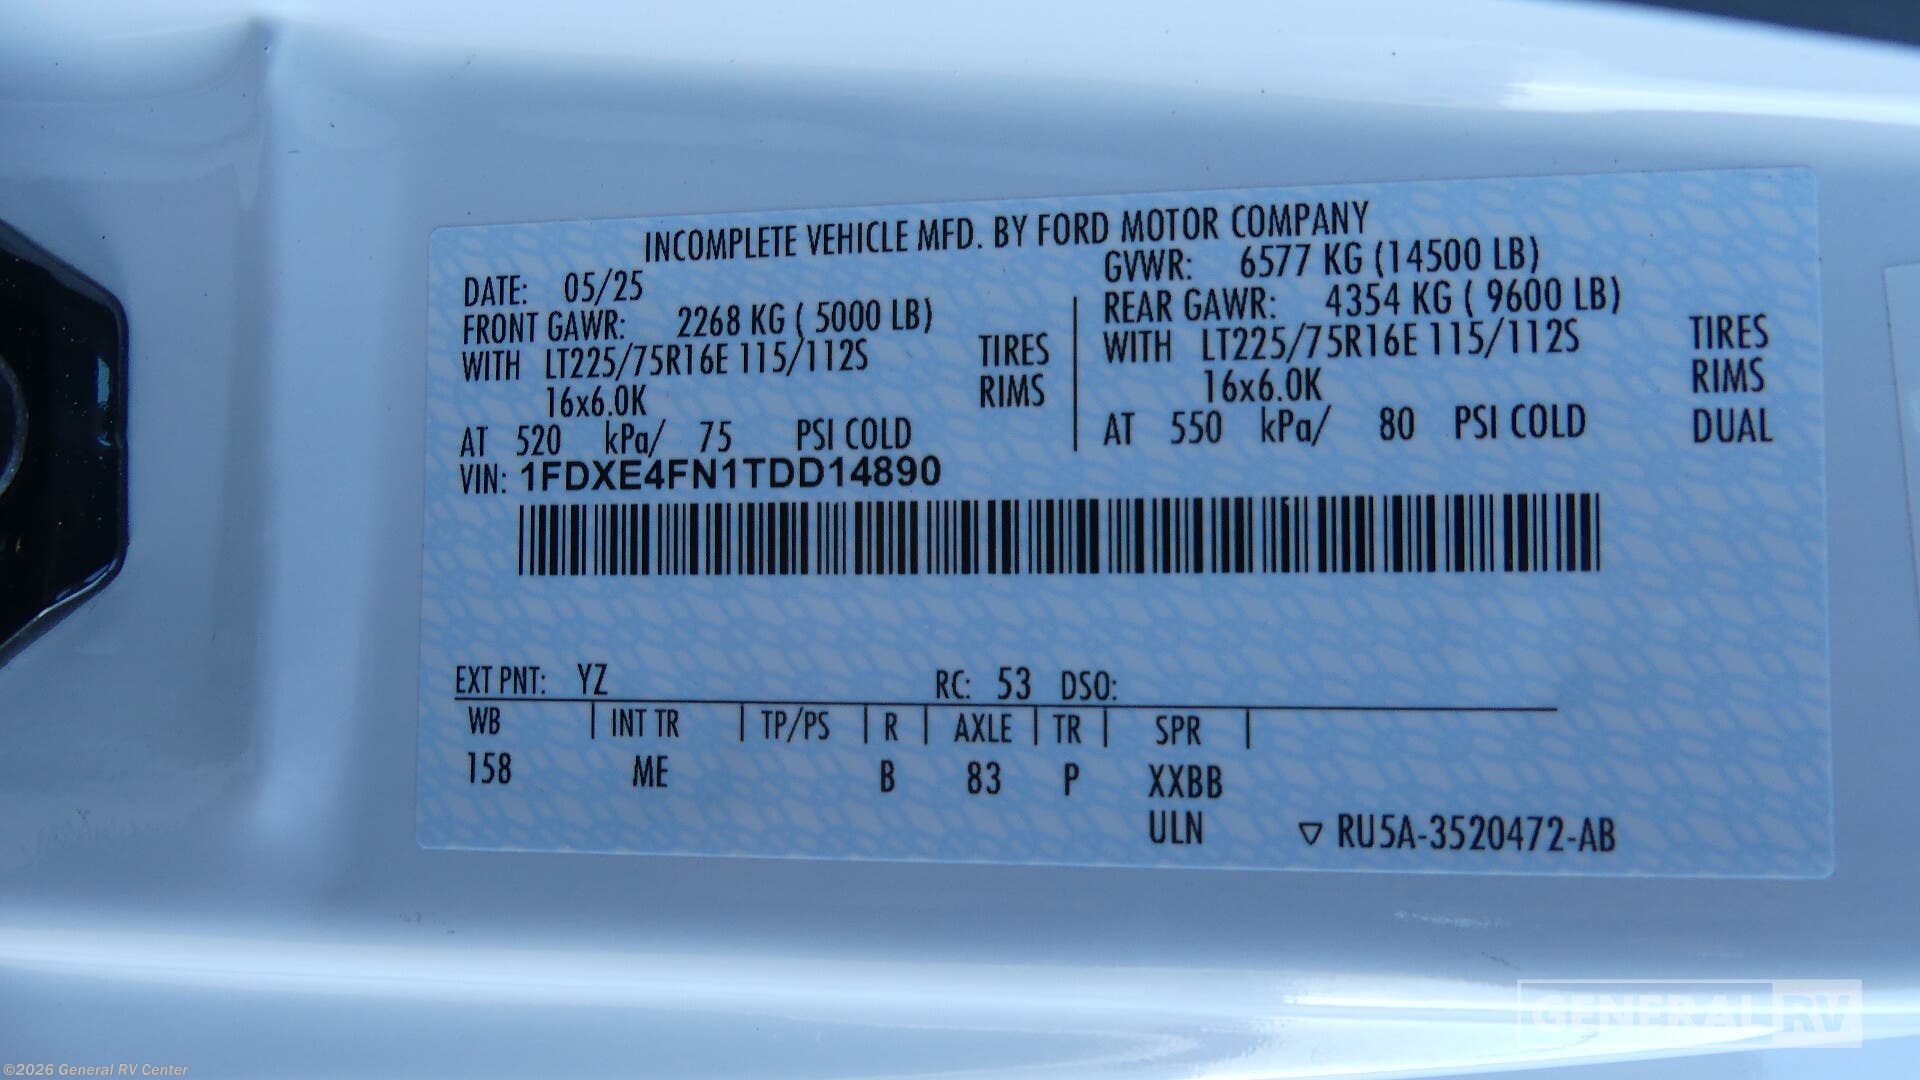 INCOMPLETE VEHICLE MFD. BY FORD MOTOR COMPANY
DATE: 05/25 GVWR: 6577 KG (14500 LB)
FRONT GAWR: 2268 KG ( 5000 LB) REAR GAWR: 4354 KG ( 9600 LB)
WITH LT225/75R16E 115/112S TIRES WITH LT225/75R16E 115/112S TIRES
16x6.0K RIMS 16x6.0K RIMS
AT 520 kPa/ 75 PSI COLD AT 550 kPa/ 80 PSI COLD DUAL
VIN: 1FDXE4FN1TDD14890
EXT PNT: YZ RC: 53 DSO:
WB | INT TR | TP/PS | R | AXLE | TR | SPR |
158 ME B 83 P XXBB
ULN ▽ RU5A-3520472-AB
GENERAL RV
©2026 General RV Center